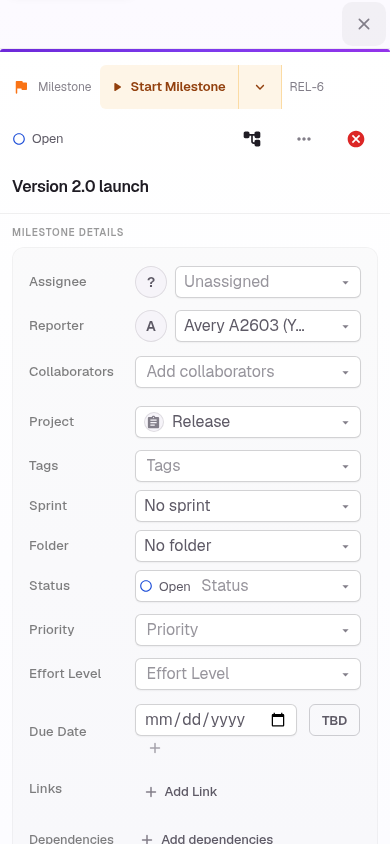 Milestone Start Milestone REL-6
Open
Version 2.0 launch
MILESTONE DETAILS
Assignee ? Unassigned
Reporter A Avery A2603 (Y...
Collaborators Add collaborators
Project Release
Tags Tags
Sprint No sprint
Folder No folder
Status Open Status
Priority Priority
Effort Level Effort Level
Due Date mm/dd/yyyy TBD
Links + Add Link
Dependencies + Add dependencies